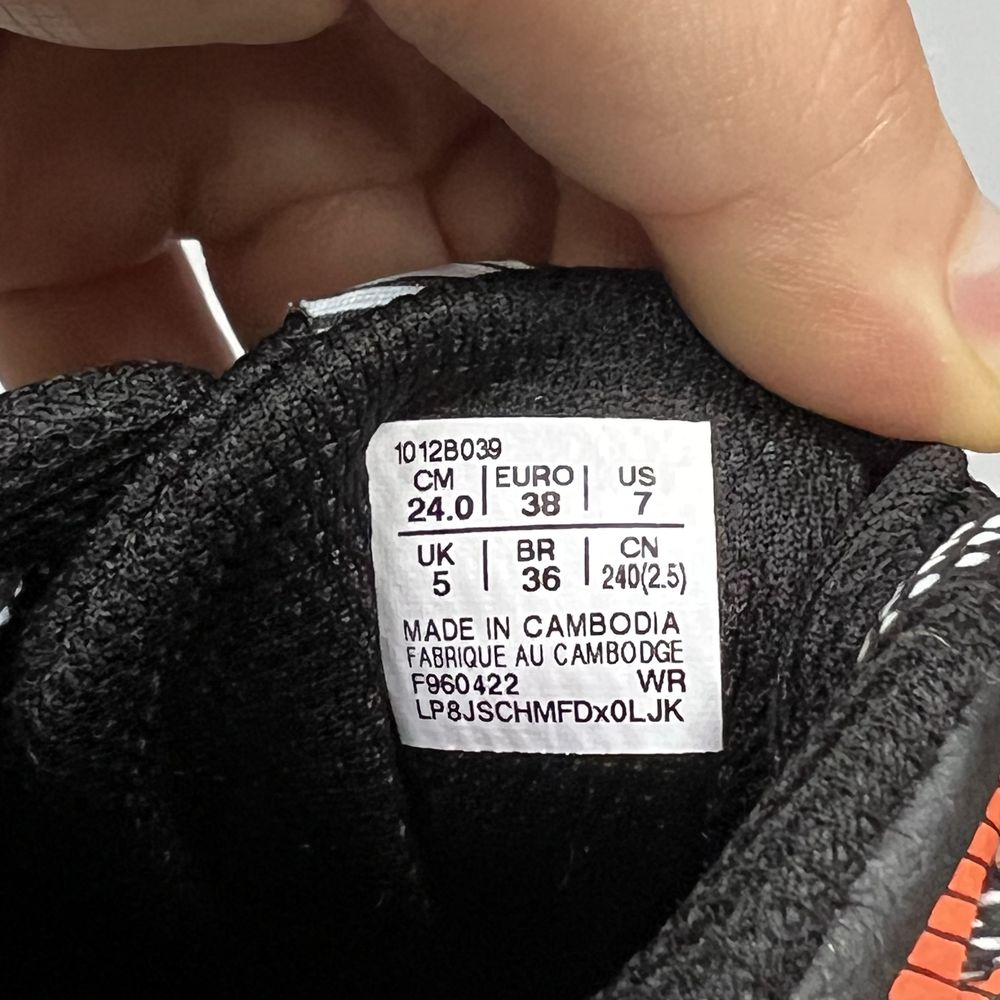 1012B039
CM | EURO | US
24.0 | 38 | 7
UK | BR | CN
5 | 36 | 240(2.5)
MADE IN CAMBODIA
FABRIQUE AU CAMBODGE
F960422 WR
LP8JSCHMFDx0LJK